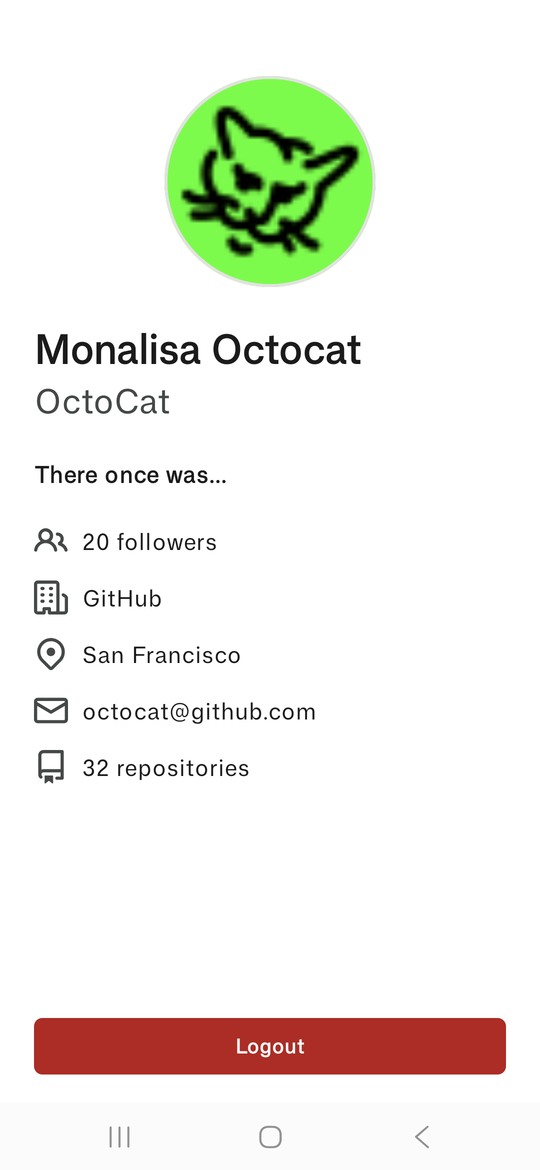 Monalisa Octocat
OctoCat
There once was...
20 followers
GitHub
San Francisco
octocat@github.com
32 repositories
Logout